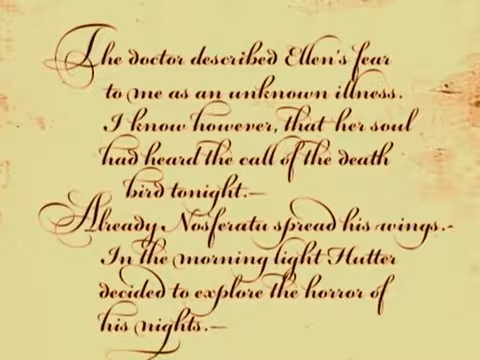 The doctor described Ellen's fear
to me as an unknown illness.
I know however, that her soul
had heard the call of the death
bird tonight.—
Already Nosferatu spread his wings.-
In the morning light Hutter
decided to explore the horror of
his nights.—